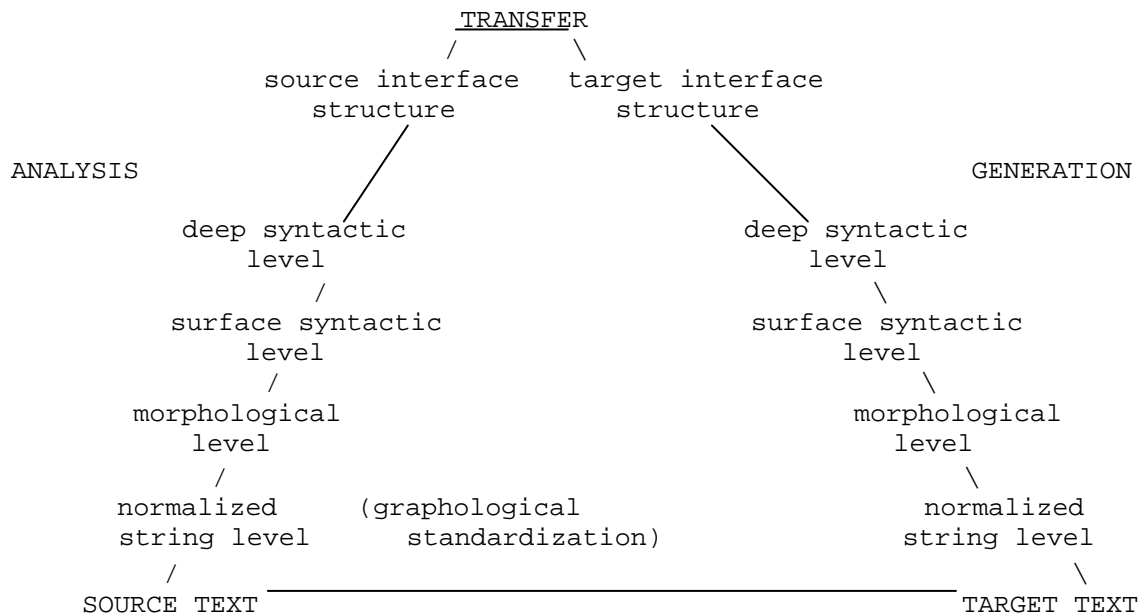 TRANSFER
source interface target interface
structure structure
ANALYSIS GENERATION
deep syntactic deep syntactic
level level
surface syntactic surface syntactic
level level
morphological morphological
level level
normalized (graphological normalized
string level standardization) string level
SOURCE TEXT TARGET TEXT